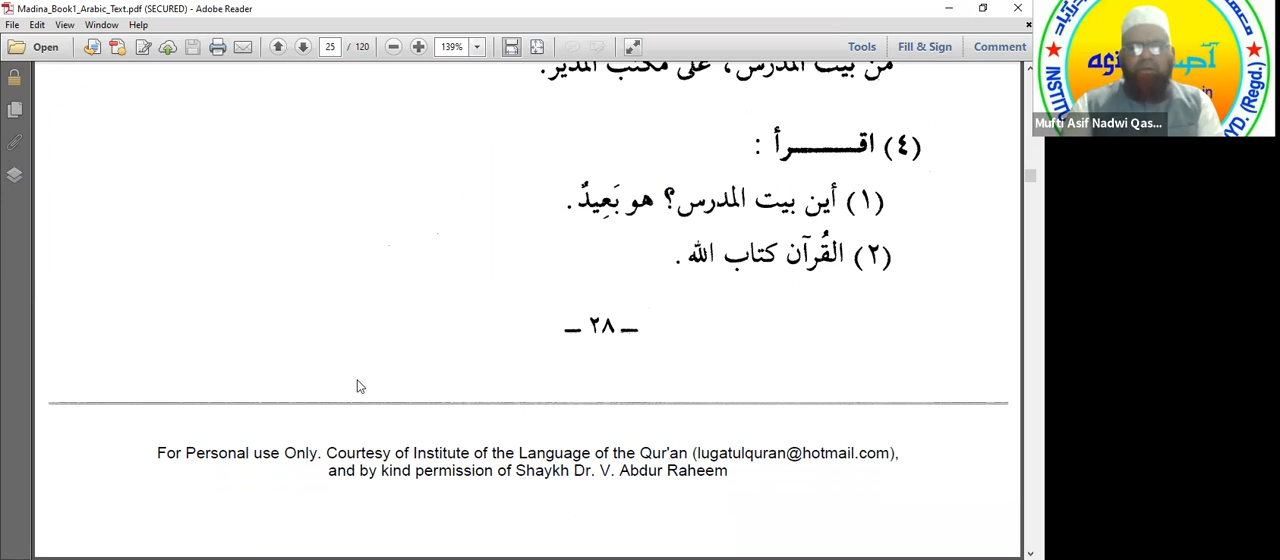 Madina_Book1_Arabic_Text.pdf (SECURED) - Adobe Reader
File Edit View Window Help
Open 25 / 120 139% Tools Fill & Sign Comment
من بيت المدرس، على مكتب المدير.
(٤) اقـــــرأ :
(١) أين بيت المدرس؟ هو بَعِيدٌ.
(٢) القُرآن كتاب الله.
– ٢٨ –
For Personal use Only. Courtesy of Institute of the Language of the Qur'an (lugatulquran@hotmail.com),
and by kind permission of Shaykh Dr. V. Abdur Raheem
Mufti Asif Nadwi Qas...
(Regd.)